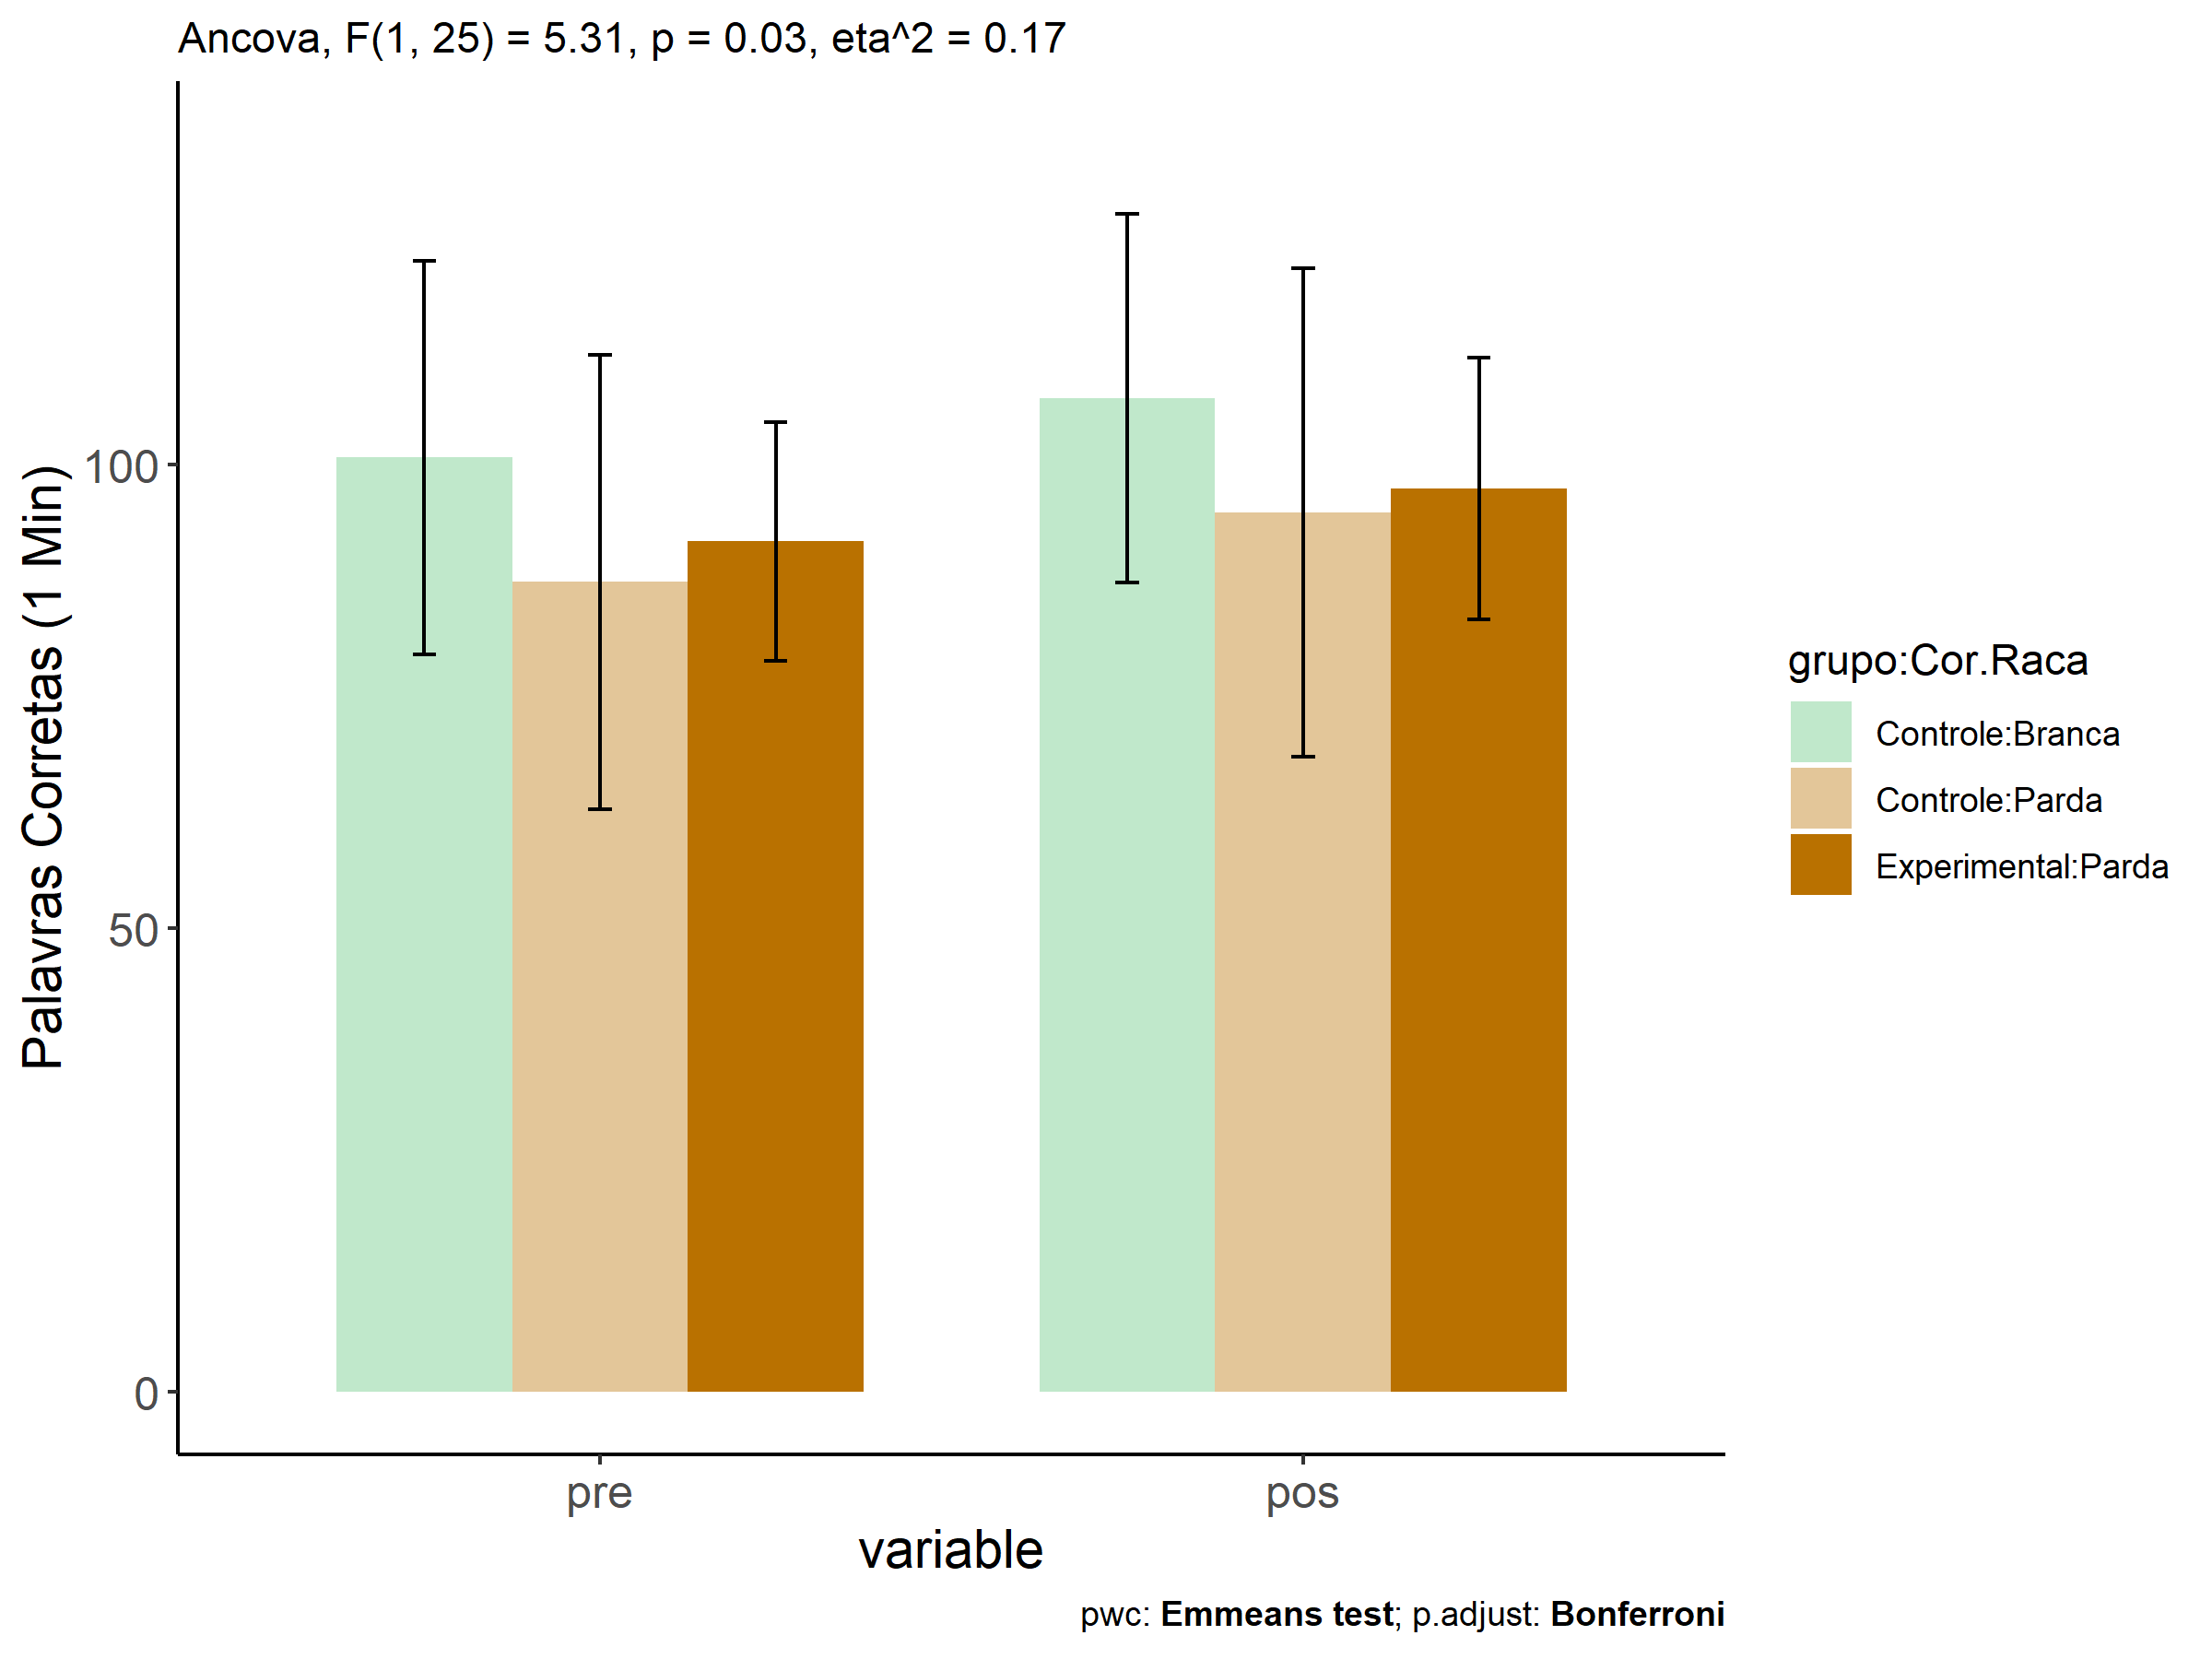 Ancova, F(1, 25) = 5.31, p = 0.03, eta^2 = 0.17
Palavras Corretas (1 Min)
100
50
0
pre
pos
variable
grupo:Cor.Raca
Controle:Branca
Controle:Parda
Experimental:Parda
pwc: Emmeans test; p.adjust: Bonferroni